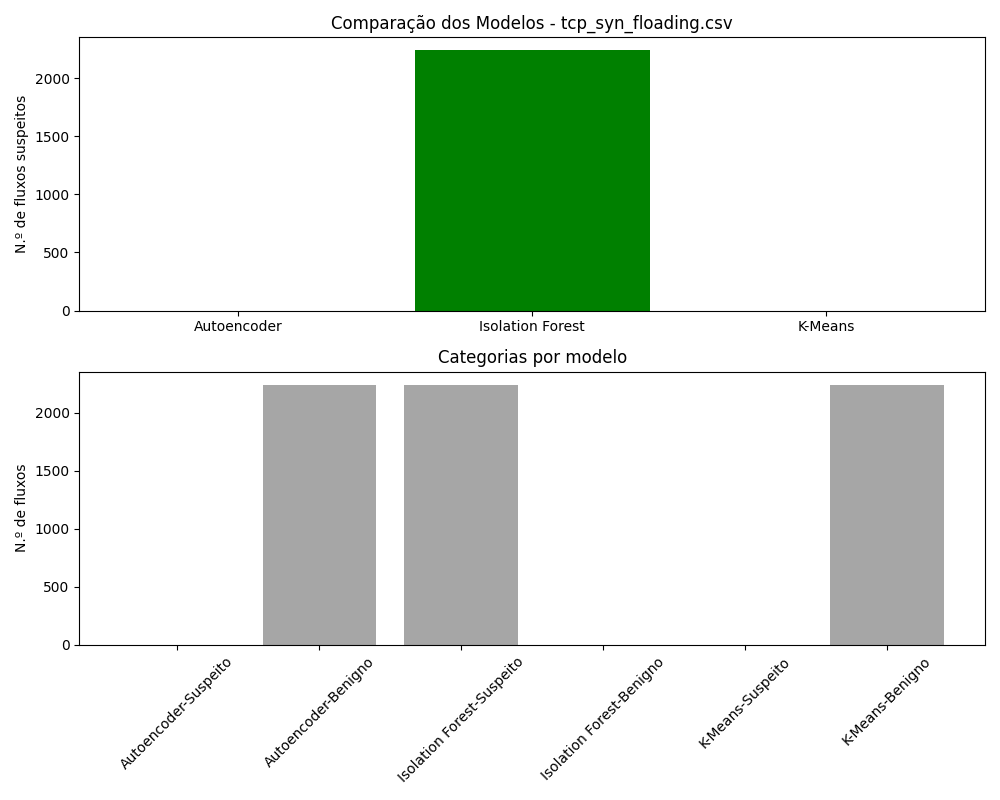 Comparação dos Modelos - tcp_syn_floading.csv
N.º de fluxos suspeitos
2000
1500
1000
500
0
Autoencoder
Isolation Forest
K-Means
Categorias por modelo
N.º de fluxos
2000
1500
1000
500
0
Autoencoder-Suspeito
Autoencoder-Benigno
Isolation Forest-Suspeito
Isolation Forest-Benigno
K-Means-Suspeito
K-Means-Benigno